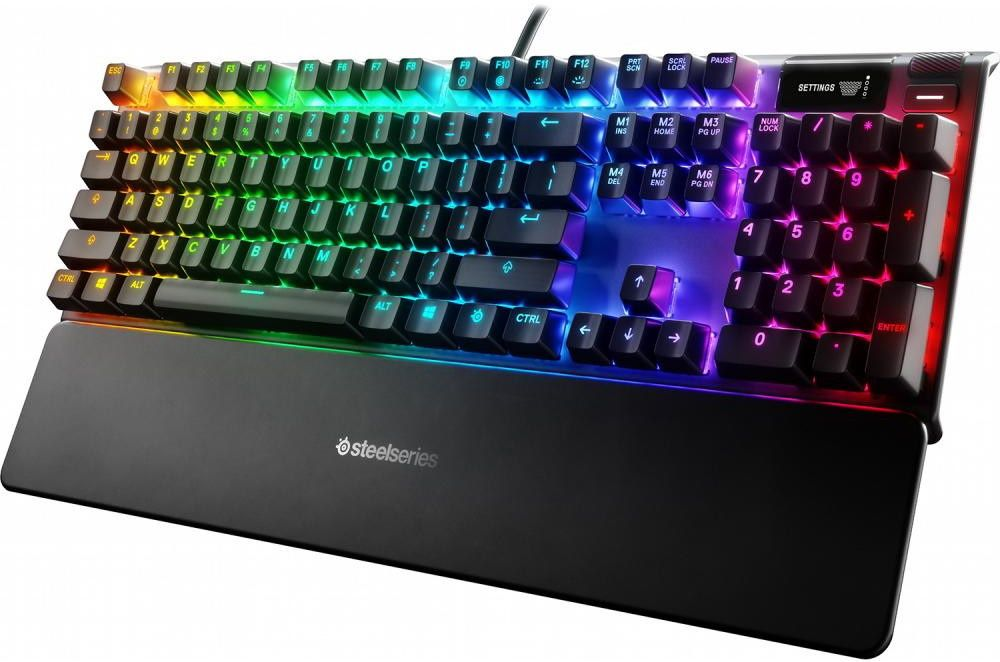 ESC F1 F2 F3 F4 F5 F6 F7 F8 F9 F10 F11 F12 PRT SCN SCRL LOCK PAUSE
SETTINGS
1 2 3 4 5 6 7 8 9 0 M1 INS M2 HOME M3 PG UP NUM LOCK / * -
Q W E R T Y U I O P [ ] \ M4 DEL M5 END M6 PG DN 7 8 9 +
A S D F G H J K L 4 5 6
Z X C V B N M 1 2 3 ENTER
CTRL ALT ALT CTRL 0 .
steelseries